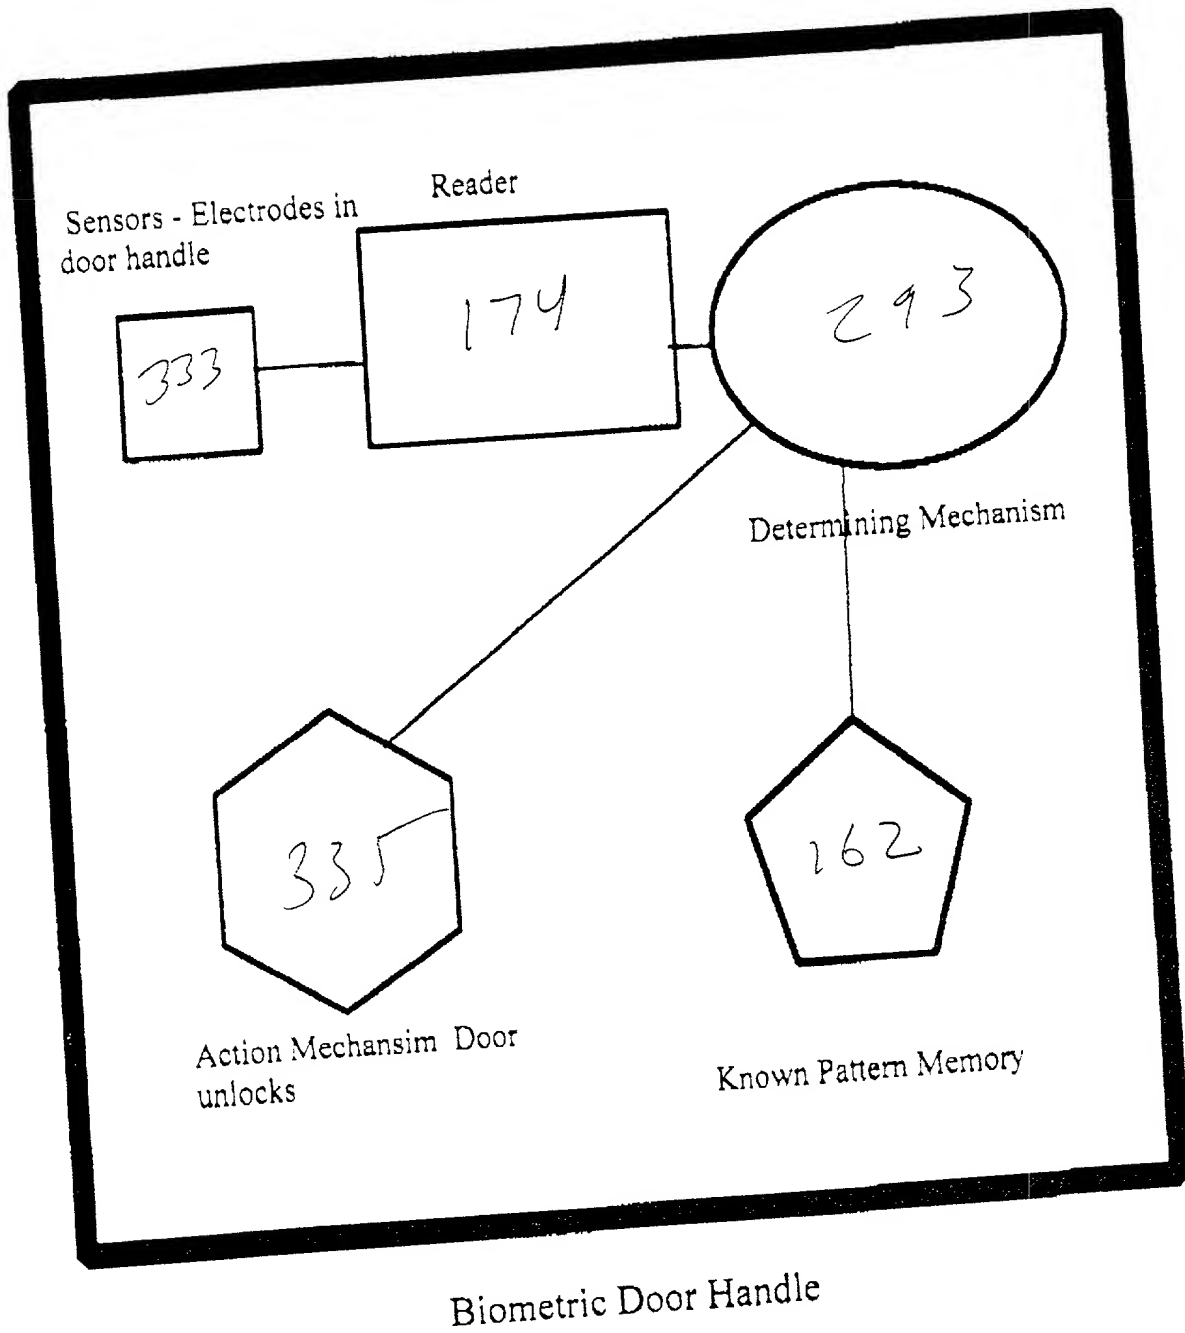 Reader
Sensors - Electrodes in
door handle
333
174
293
Determining Mechanism
335
162
Action Mechansim Door
unlocks
Known Pattern Memory
Biometric Door Handle